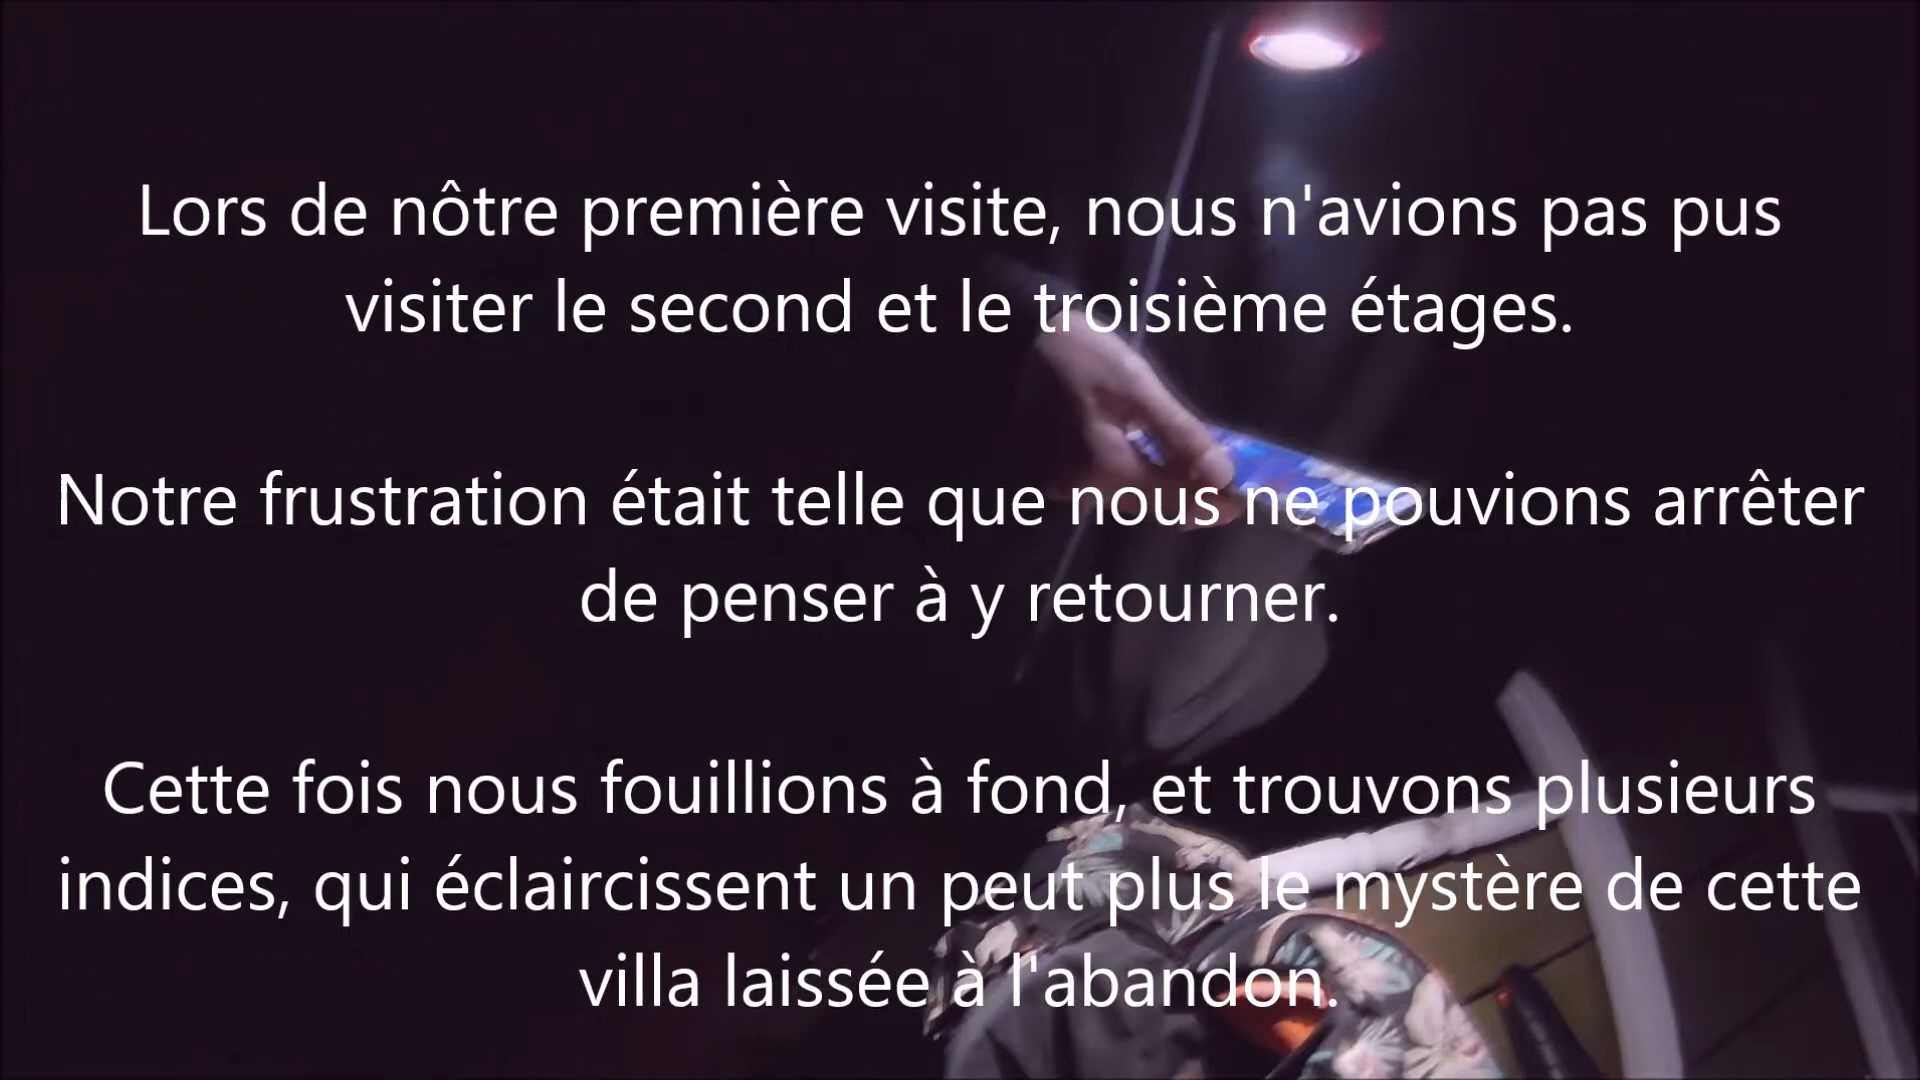 Lors de nôtre première visite, nous n'avions pas pus
visiter le second et le troisième étages.
Notre frustration était telle que nous ne pouvions arrêter
de penser à y retourner.
Cette fois nous fouillions à fond, et trouvons plusieurs
indices, qui éclaircissent un peut plus le mystère de cette
villa laissée à l'abandon.